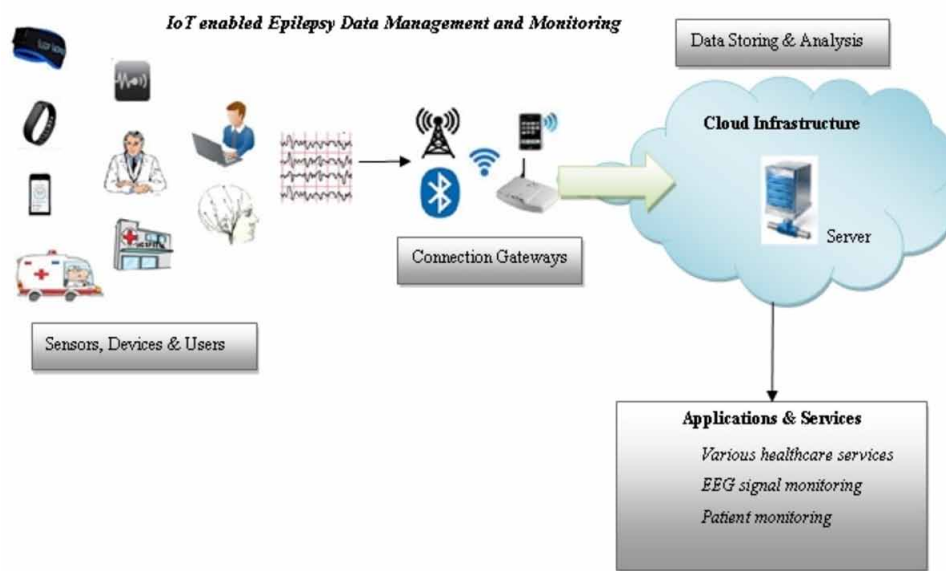 IoT enabled Epilepsy Data Management and Monitoring
Data Storing & Analysis
Cloud Infrastructure
Server
Connection Gateways
Sensors, Devices & Users
Applications & Services
Various healthcare services
EEG signal monitoring
Patient monitoring